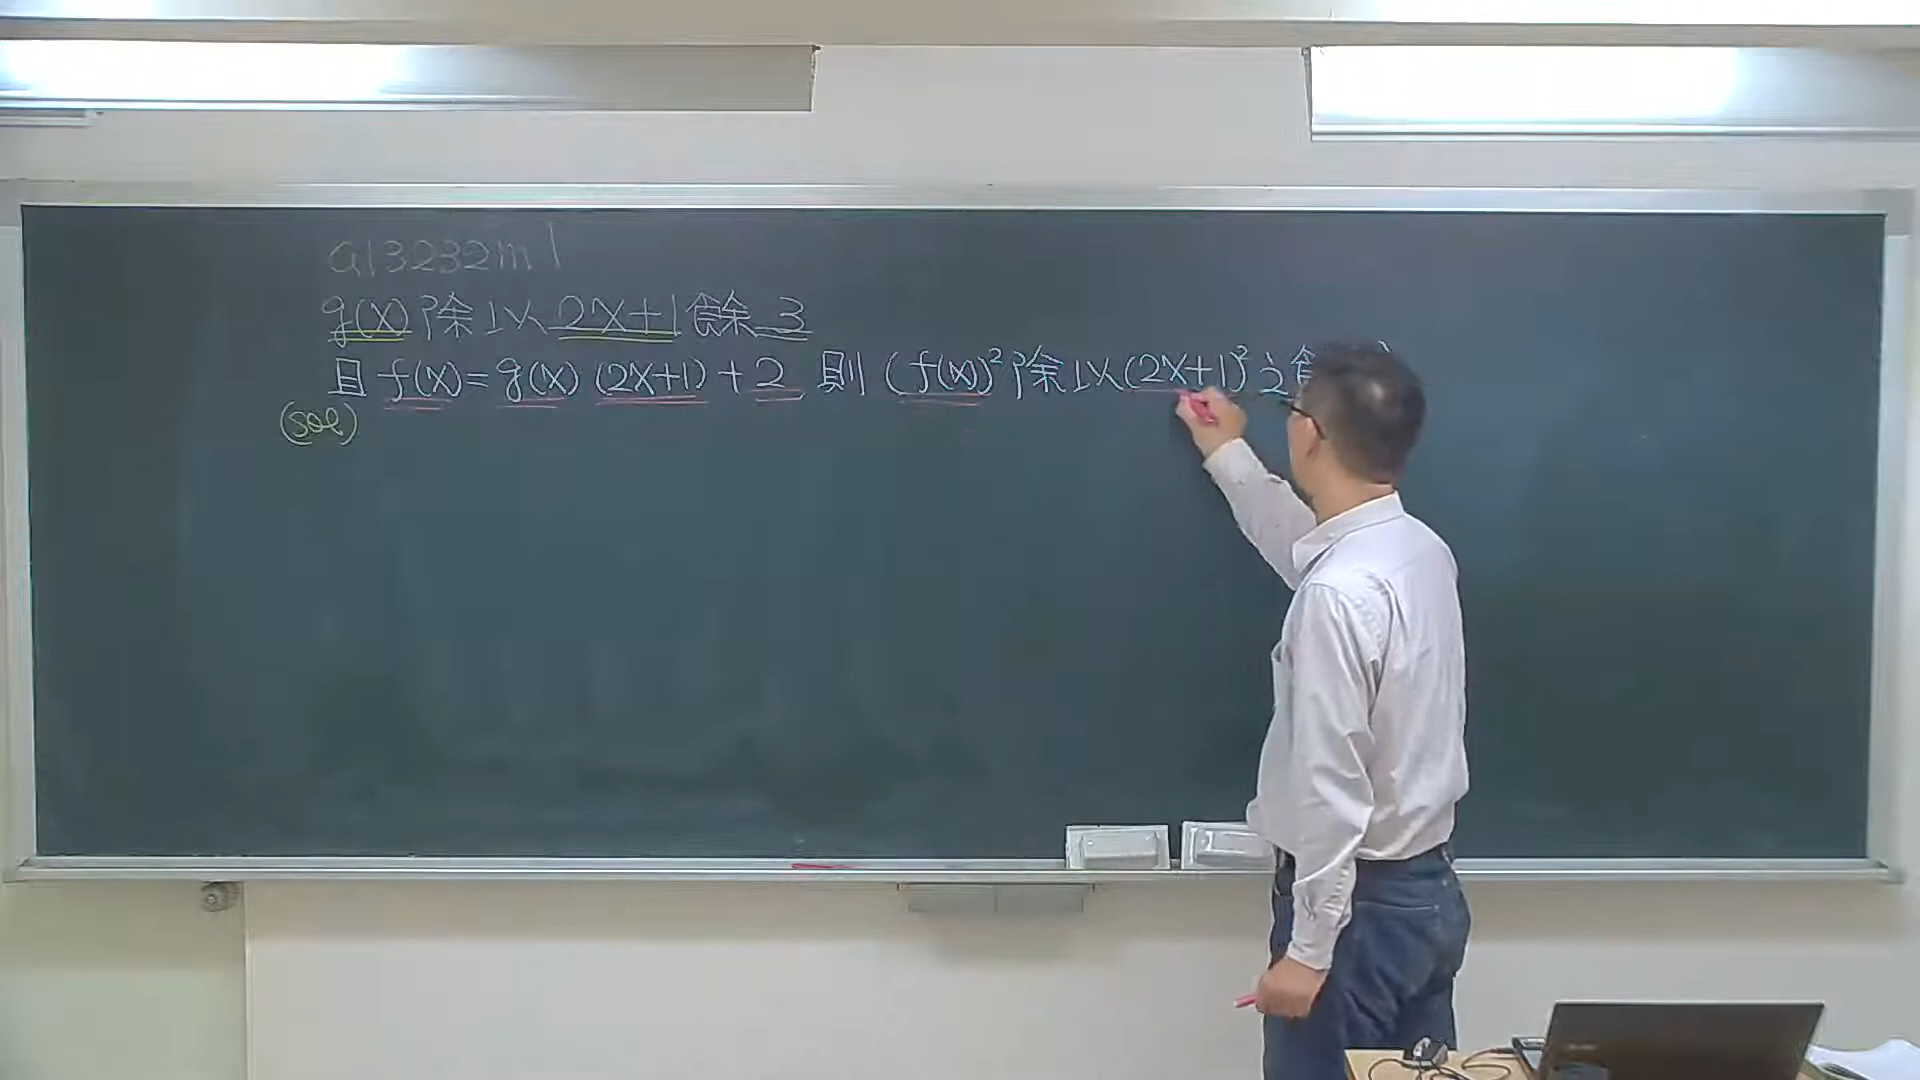 a13232m1
g(x)除以2x+1餘3
且f(x)=g(x)(2x+1)+2 則(f(x))²除以(2x+1)²之
(sol)